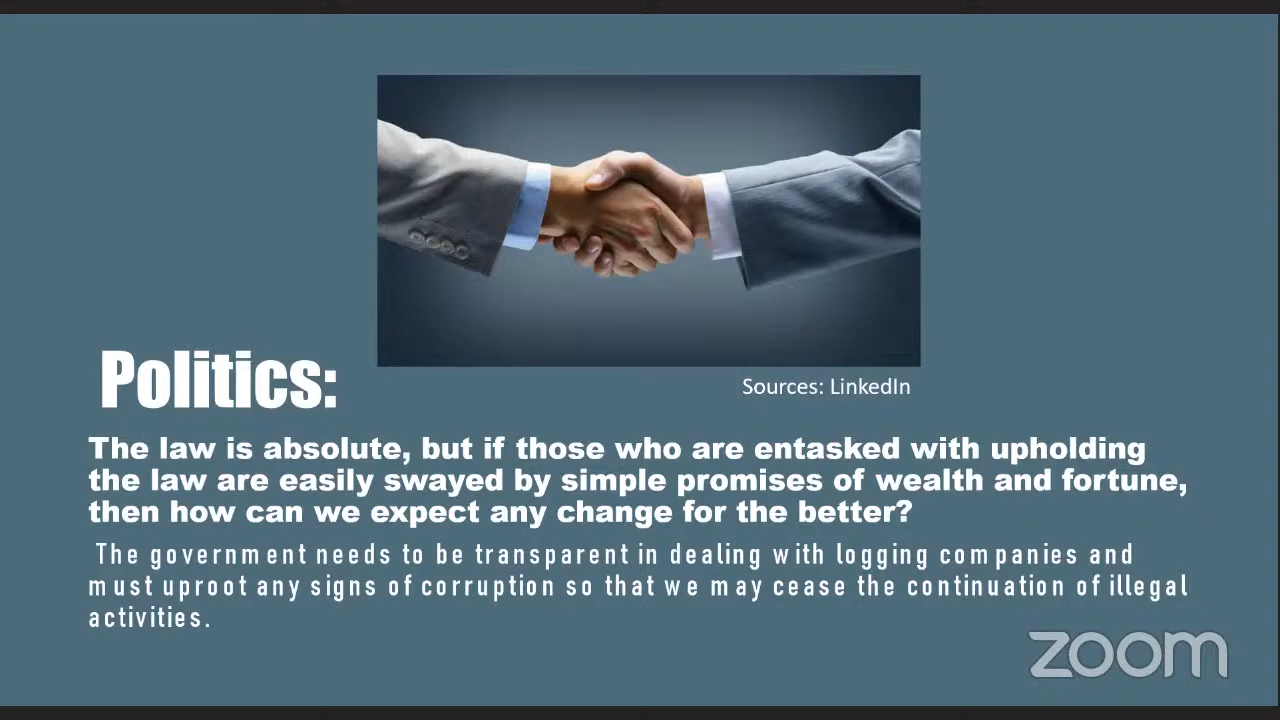 Politics:
Sources: LinkedIn
The law is absolute, but if those who are entasked with upholding
the law are easily swayed by simple promises of wealth and fortune,
then how can we expect any change for the better?
The government needs to be transparent in dealing with logging companies and
must uproot any signs of corruption so that we may cease the continuation of illegal
activities.
zoom